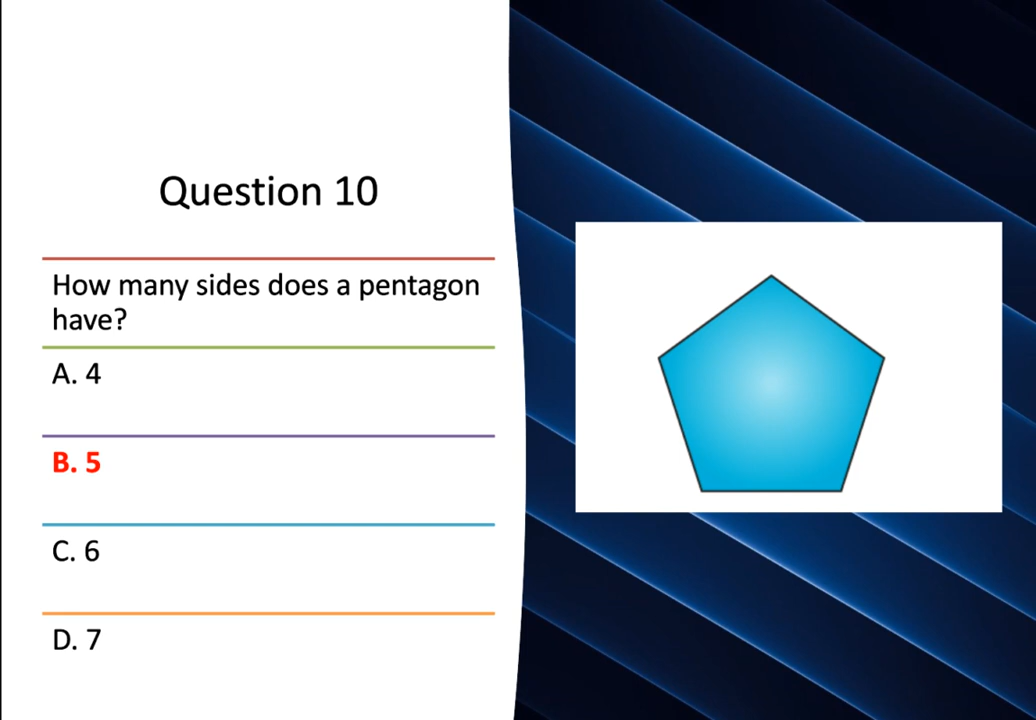 Question 10
How many sides does a pentagon
have?
A. 4
B. 5
C. 6
D. 7